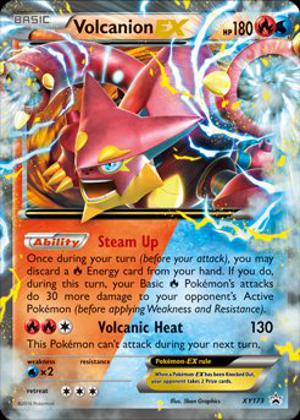 BASIC
Volcanion EX HP180
Ability Steam Up
Once during your turn (before your attack), you may
discard a Energy card from your hand. If you do,
during this turn, your Basic Pokémon's attacks
do 30 more damage to your opponent's Active
Pokémon (before applying Weakness and Resistance).
Volcanic Heat 130
This Pokémon can't attack during your next turn.
weakness resistance
×2
Pokémon-EX rule
When a Pokémon-EX has been Knocked Out,
your opponent takes 2 Prize cards.
retreat
©2016 Pokémon
Illus. 5ban Graphics
XY173
PROMO